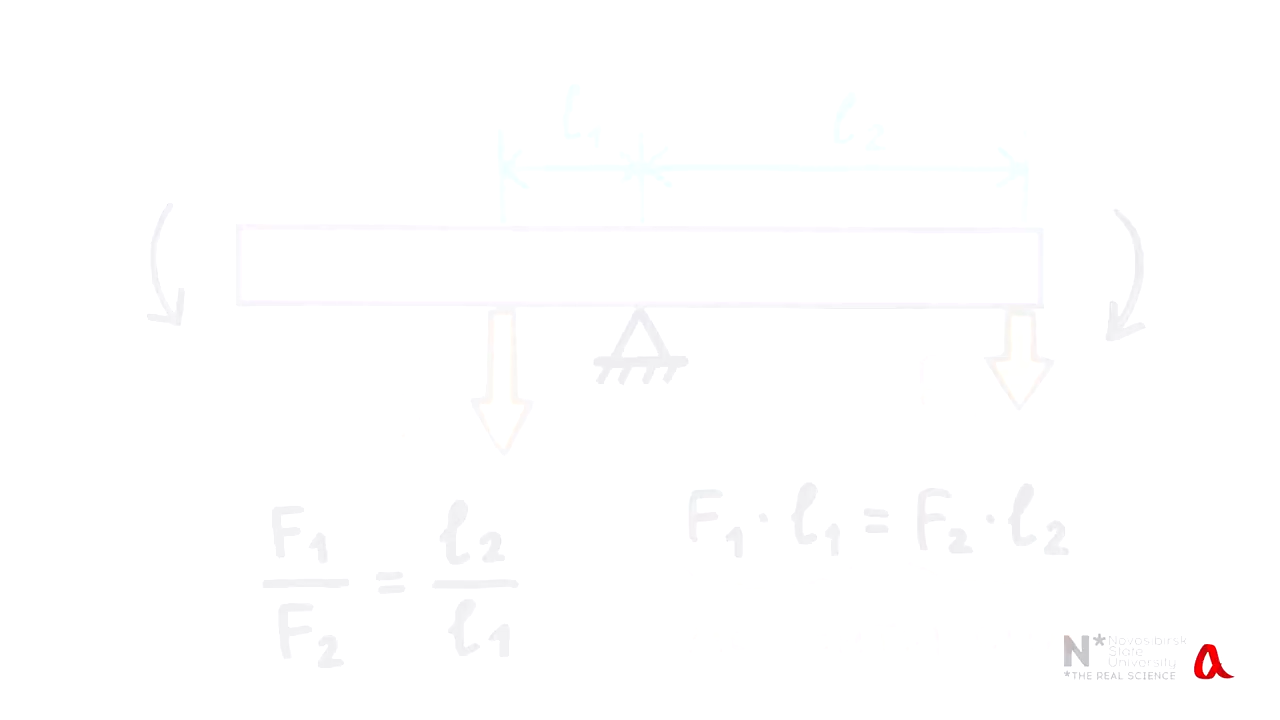 l₁
l₂
F₁/F₂ = l₂/l₁
F₁ · l₁ = F₂ · l₂
N* Novosibirsk
State
University
*THE REAL SCIENCE
a